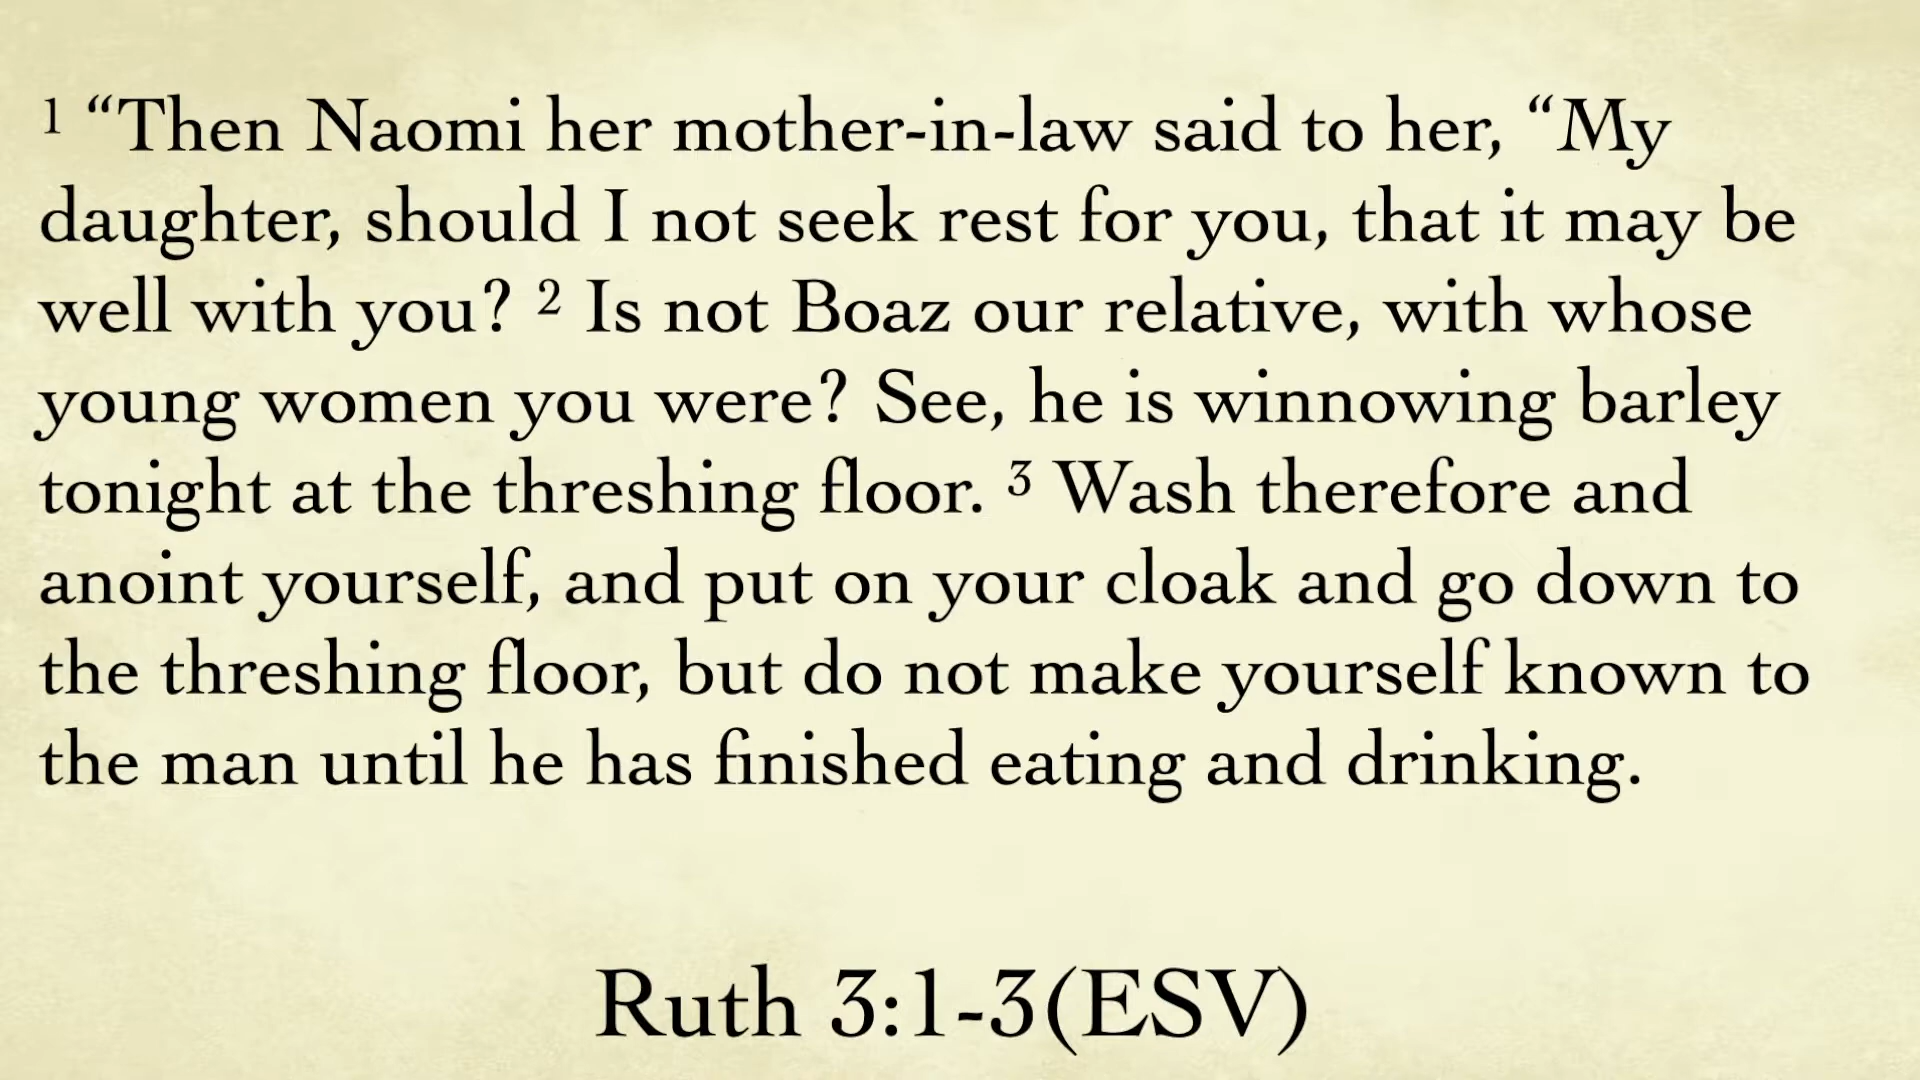 ¹ “Then Naomi her mother-in-law said to her, “My
daughter, should I not seek rest for you, that it may be
well with you? ² Is not Boaz our relative, with whose
young women you were? See, he is winnowing barley
tonight at the threshing floor. ³ Wash therefore and
anoint yourself, and put on your cloak and go down to
the threshing floor, but do not make yourself known to
the man until he has finished eating and drinking.
Ruth 3:1-3(ESV)